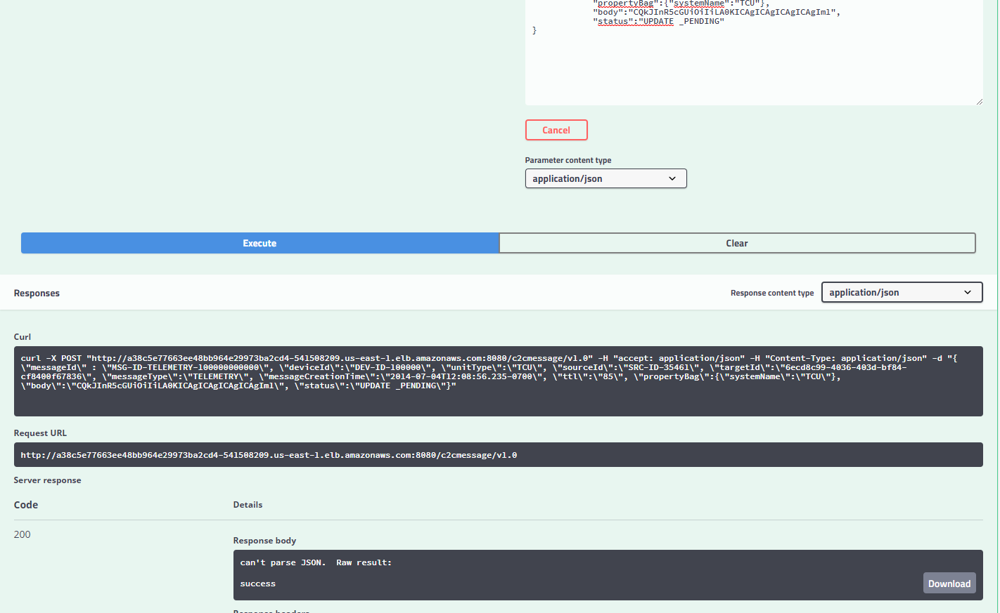 "propertyBag":{"systemName":"TCU"},
"body":"CQkJInR5cGUiOiIiLA0KICAgICAgICAgICAgIml",
"status":"UPDATE _PENDING"
}
Cancel
Parameter content type
application/json
Execute
Clear
Responses
Response content type
application/json
Curl
curl -X POST "http://a38c5e77663ee48bb964e29973ba2cd4-541508209.us-east-1.elb.amazonaws.com:8080/c2cmessage/v1.0" -H "accept: application/json" -H "Content-Type: application/json" -d "{
\"messageId\" : \"MSG-ID-TELEMETRY-100000000000\", \"deviceId\":\"DEV-ID-100000\", \"unitType\":\"TCU\", \"sourceId\":\"SRC-ID-35461\", \"targetId\":\"6ecd8c99-4036-403d-bf84-
cf8400f67836\", \"messageType\":\"TELEMETRY\", \"messageCreationTime\":\"2014-07-04T12:08:56.235-0700\", \"ttl\":\"85\", \"propertyBag\":{\"systemName\":\"TCU\"},
\"body\":\"CQkJInR5cGUiOiIiLA0KICAgICAgICAgICAgIml\", \"status\":\"UPDATE _PENDING\"}"
Request URL
http://a38c5e77663ee48bb964e29973ba2cd4-541508209.us-east-1.elb.amazonaws.com:8080/c2cmessage/v1.0
Server response
Code
Details
200
Response body
can't parse JSON.  Raw result:
success
Download
Response headers